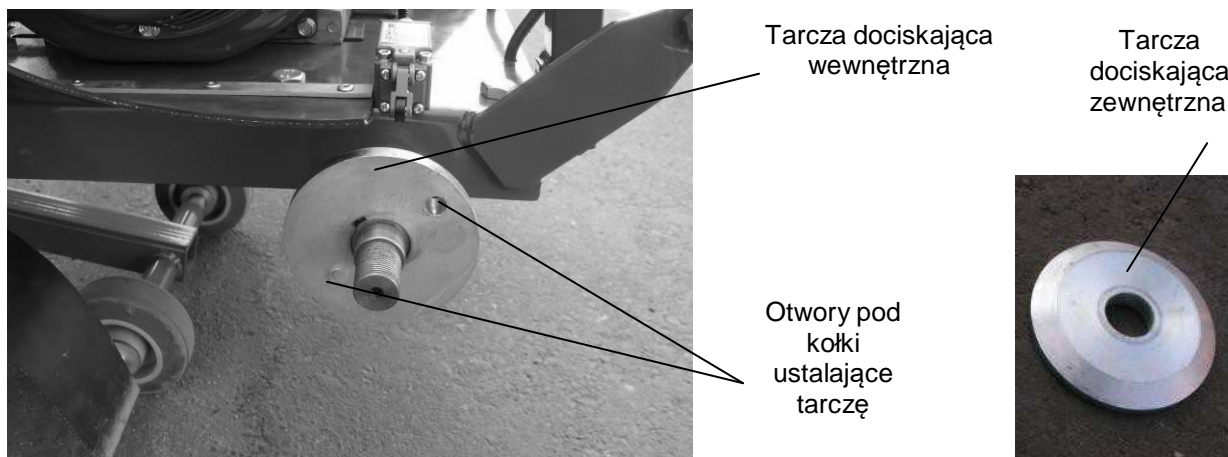 Tarcza dociskająca
wewnętrzna
Tarcza
dociskająca
zewnętrzna
Otwory pod
kołki
ustalające
tarczę